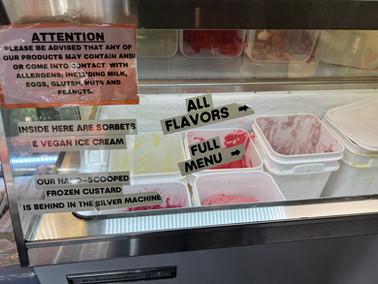 ATTENTION
PLEASE BE ADVISED THAT ANY OF
OUR PRODUCTS MAY CONTAIN AND/
OR COME INTO CONTACT WITH
ALLERGENS, INCLUDING MILK,
EGGS, GLUTEN, NUTS AND
PEANUTS.
ALL
FLAVORS →
INSIDE HERE ARE SORBETS
& VEGAN ICE CREAM
FULL
MENU →
OUR HAND-SCOOPED
FROZEN CUSTARD
IS BEHIND IN THE SILVER MACHINE